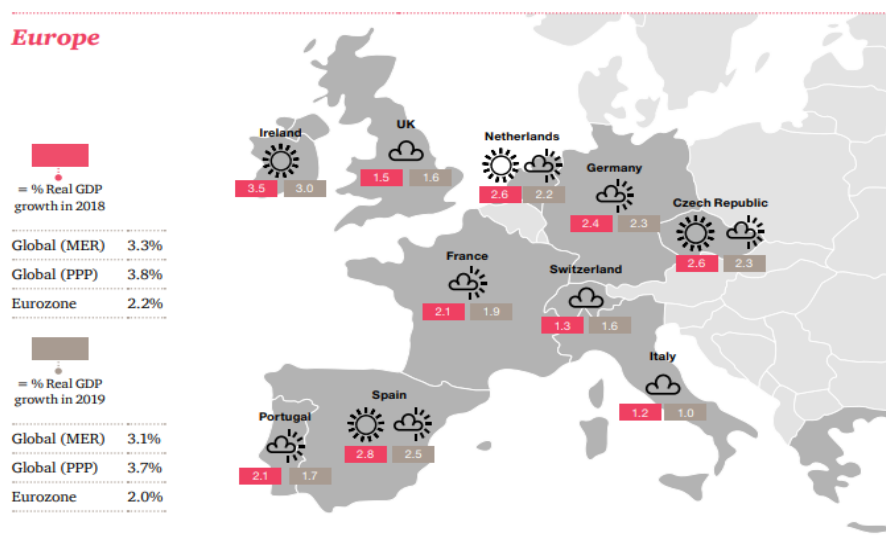 Europe
= % Real GDP
growth in 2018
Global (MER) 3.3%
Global (PPP) 3.8%
Eurozone 2.2%
= % Real GDP
growth in 2019
Global (MER) 3.1%
Global (PPP) 3.7%
Eurozone 2.0%
Ireland
3.5 3.0
UK
1.5 1.6
Netherlands
2.6 2.2
Germany
2.4 2.3
Czech Republic
2.6 2.3
France
2.1 1.9
Switzerland
1.3 1.6
Italy
1.2 1.0
Spain
2.8 2.5
Portugal
2.1 1.7